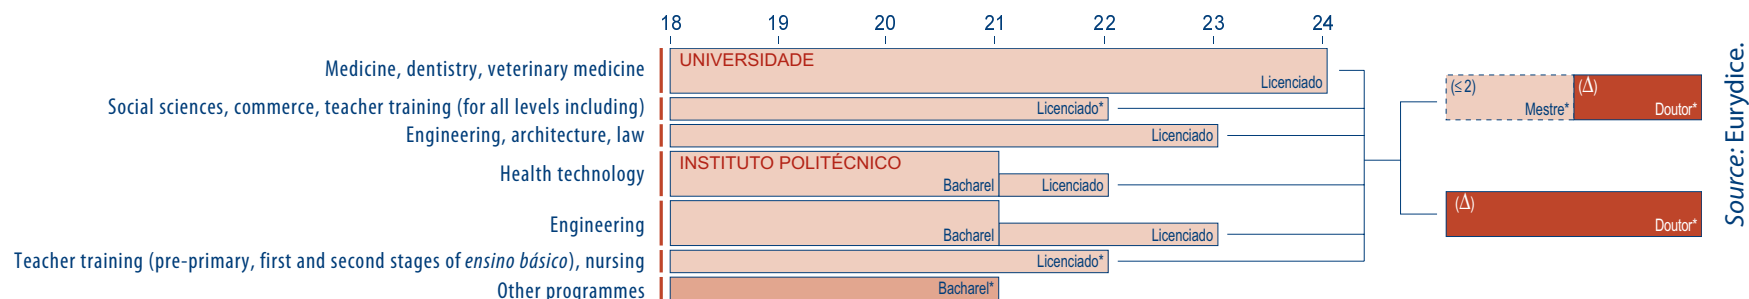 18 19 20 21 22 23 24
Medicine, dentistry, veterinary medicine
UNIVERSIDADE
Licenciado
Social sciences, commerce, teacher training (for all levels including)
Licenciado*
Engineering, architecture, law
Licenciado
Health technology
INSTITUTO POLITÉCNICO
Bacharel
Licenciado
Engineering
Bacharel
Licenciado
Teacher training (pre-primary, first and second stages of ensino básico), nursing
Licenciado*
Other programmes
Bacharel*
(≤ 2)
Mestre*
(Δ)
Doutor*
(Δ)
Doutor*
Source: Eurydice.